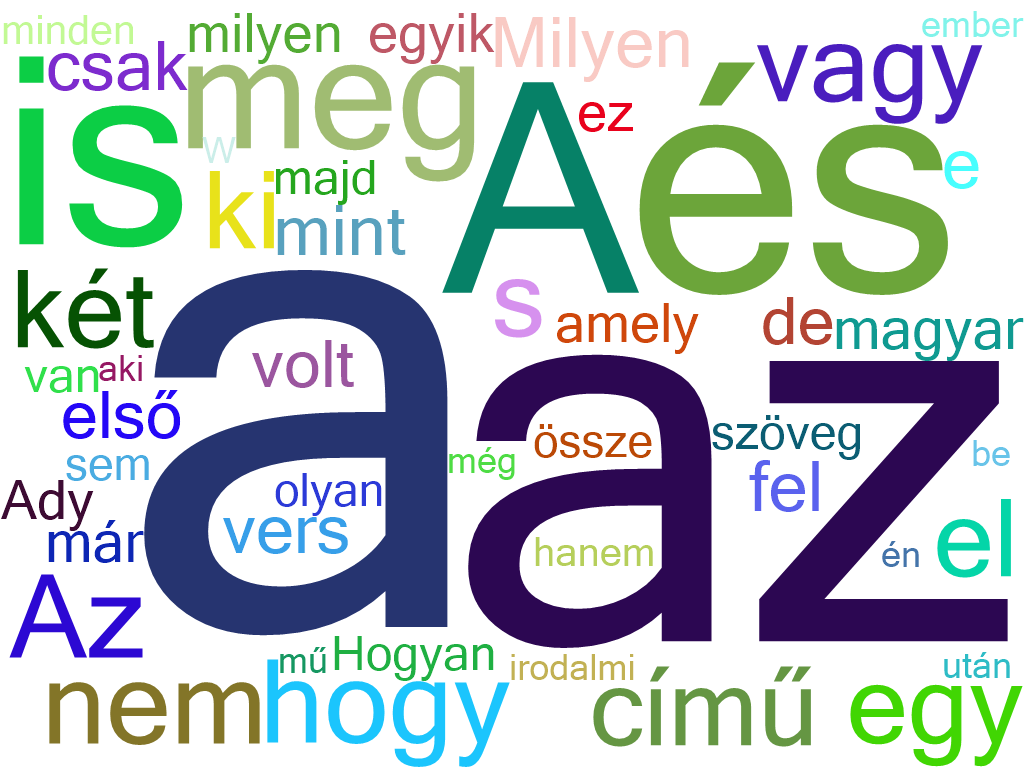 minden
milyen
egyik
Milyen
ember
csak
is
meg
A
ez
és
vagy
w
majd
ki
mint
e
két
s
amely
de
magyar
volt
a
az
van
aki
első
össze
szöveg
sem
még
be
Ady
olyan
fel
már
vers
hanem
én
el
Az
mű
Hogyan
irodalmi
után
nem
hogy
című
egy